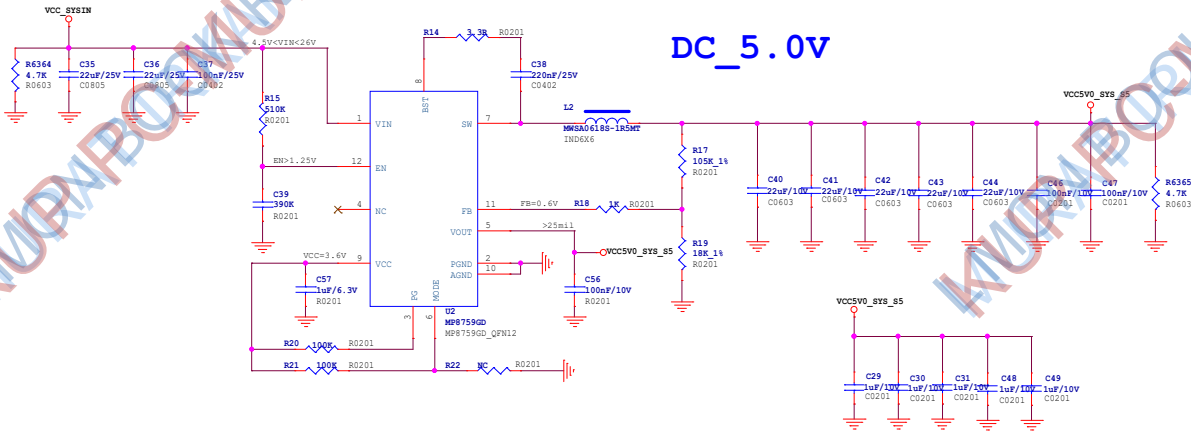 VCC_SYSIN
DC_5.0V
R14
3.3R
R0201
4.5V<VIN<26V
R6364
4.7K
R0603
C35
22uF/25V
C0805
C36
22uF/25V
C0805
C37
100nF/25V
C0402
C38
220nF/25V
C0402
R15
510K
R0201
8
BST
1
VIN
SW
7
L2
MWSA0618S-1R5MT
IND6X6
VCC5V0_SYS_S5
EN>1.25V
12
EN
R17
105K_1%
R0201
C39
390K
R0201
4
NC
FB
11
FB=0.6V
R18
1K
R0201
C40
22uF/10V
C0603
C41
22uF/10V
C0603
C42
22uF/10V
C0603
C43
22uF/10V
C0603
C44
22uF/10V
C0603
C46
100nF/10V
C0201
C47
100nF/10V
C0201
R6365
4.7K
R0603
VOUT
5
>25mil
VCC5V0_SYS_S5
R19
18K_1%
R0201
VCC=3.6V
9
VCC
PGND
2
AGND
10
C57
1uF/6.3V
R0201
C56
100nF/10V
R0201
PG
3
MODE
6
U2
MP8759GD
MP8759GD_QFN12
R20
100K
R0201
R21
100K
R0201
R22
NC
R0201
VCC5V0_SYS_S5
C29
1uF/10V
C0201
C30
1uF/10V
C0201
C31
1uF/10V
C0201
C48
1uF/10V
C0201
C49
1uF/10V
C0201